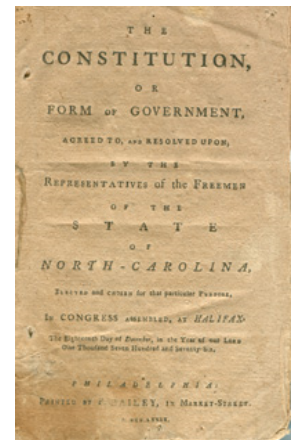 THE
CONSTITUTION,
OR
FORM OF GOVERNMENT,
AGREED TO, AND RESOLVED UPON,
BY THE
REPRESENTATIVES of the FREEMEN
OF THE
STATE
OF
NORTH-CAROLINA,
ELECTED and CHOSEN for that particular PURPOSE,
In CONGRESS ASSEMBLED, AT HALIFAX.
The Eighteenth Day of December, in the Year of our LORD
One Thousand Seven Hundred and Seventy-Six.
PHILADELPHIA:
PRINTED BY F. BAILEY, IN MARKET-STREET.